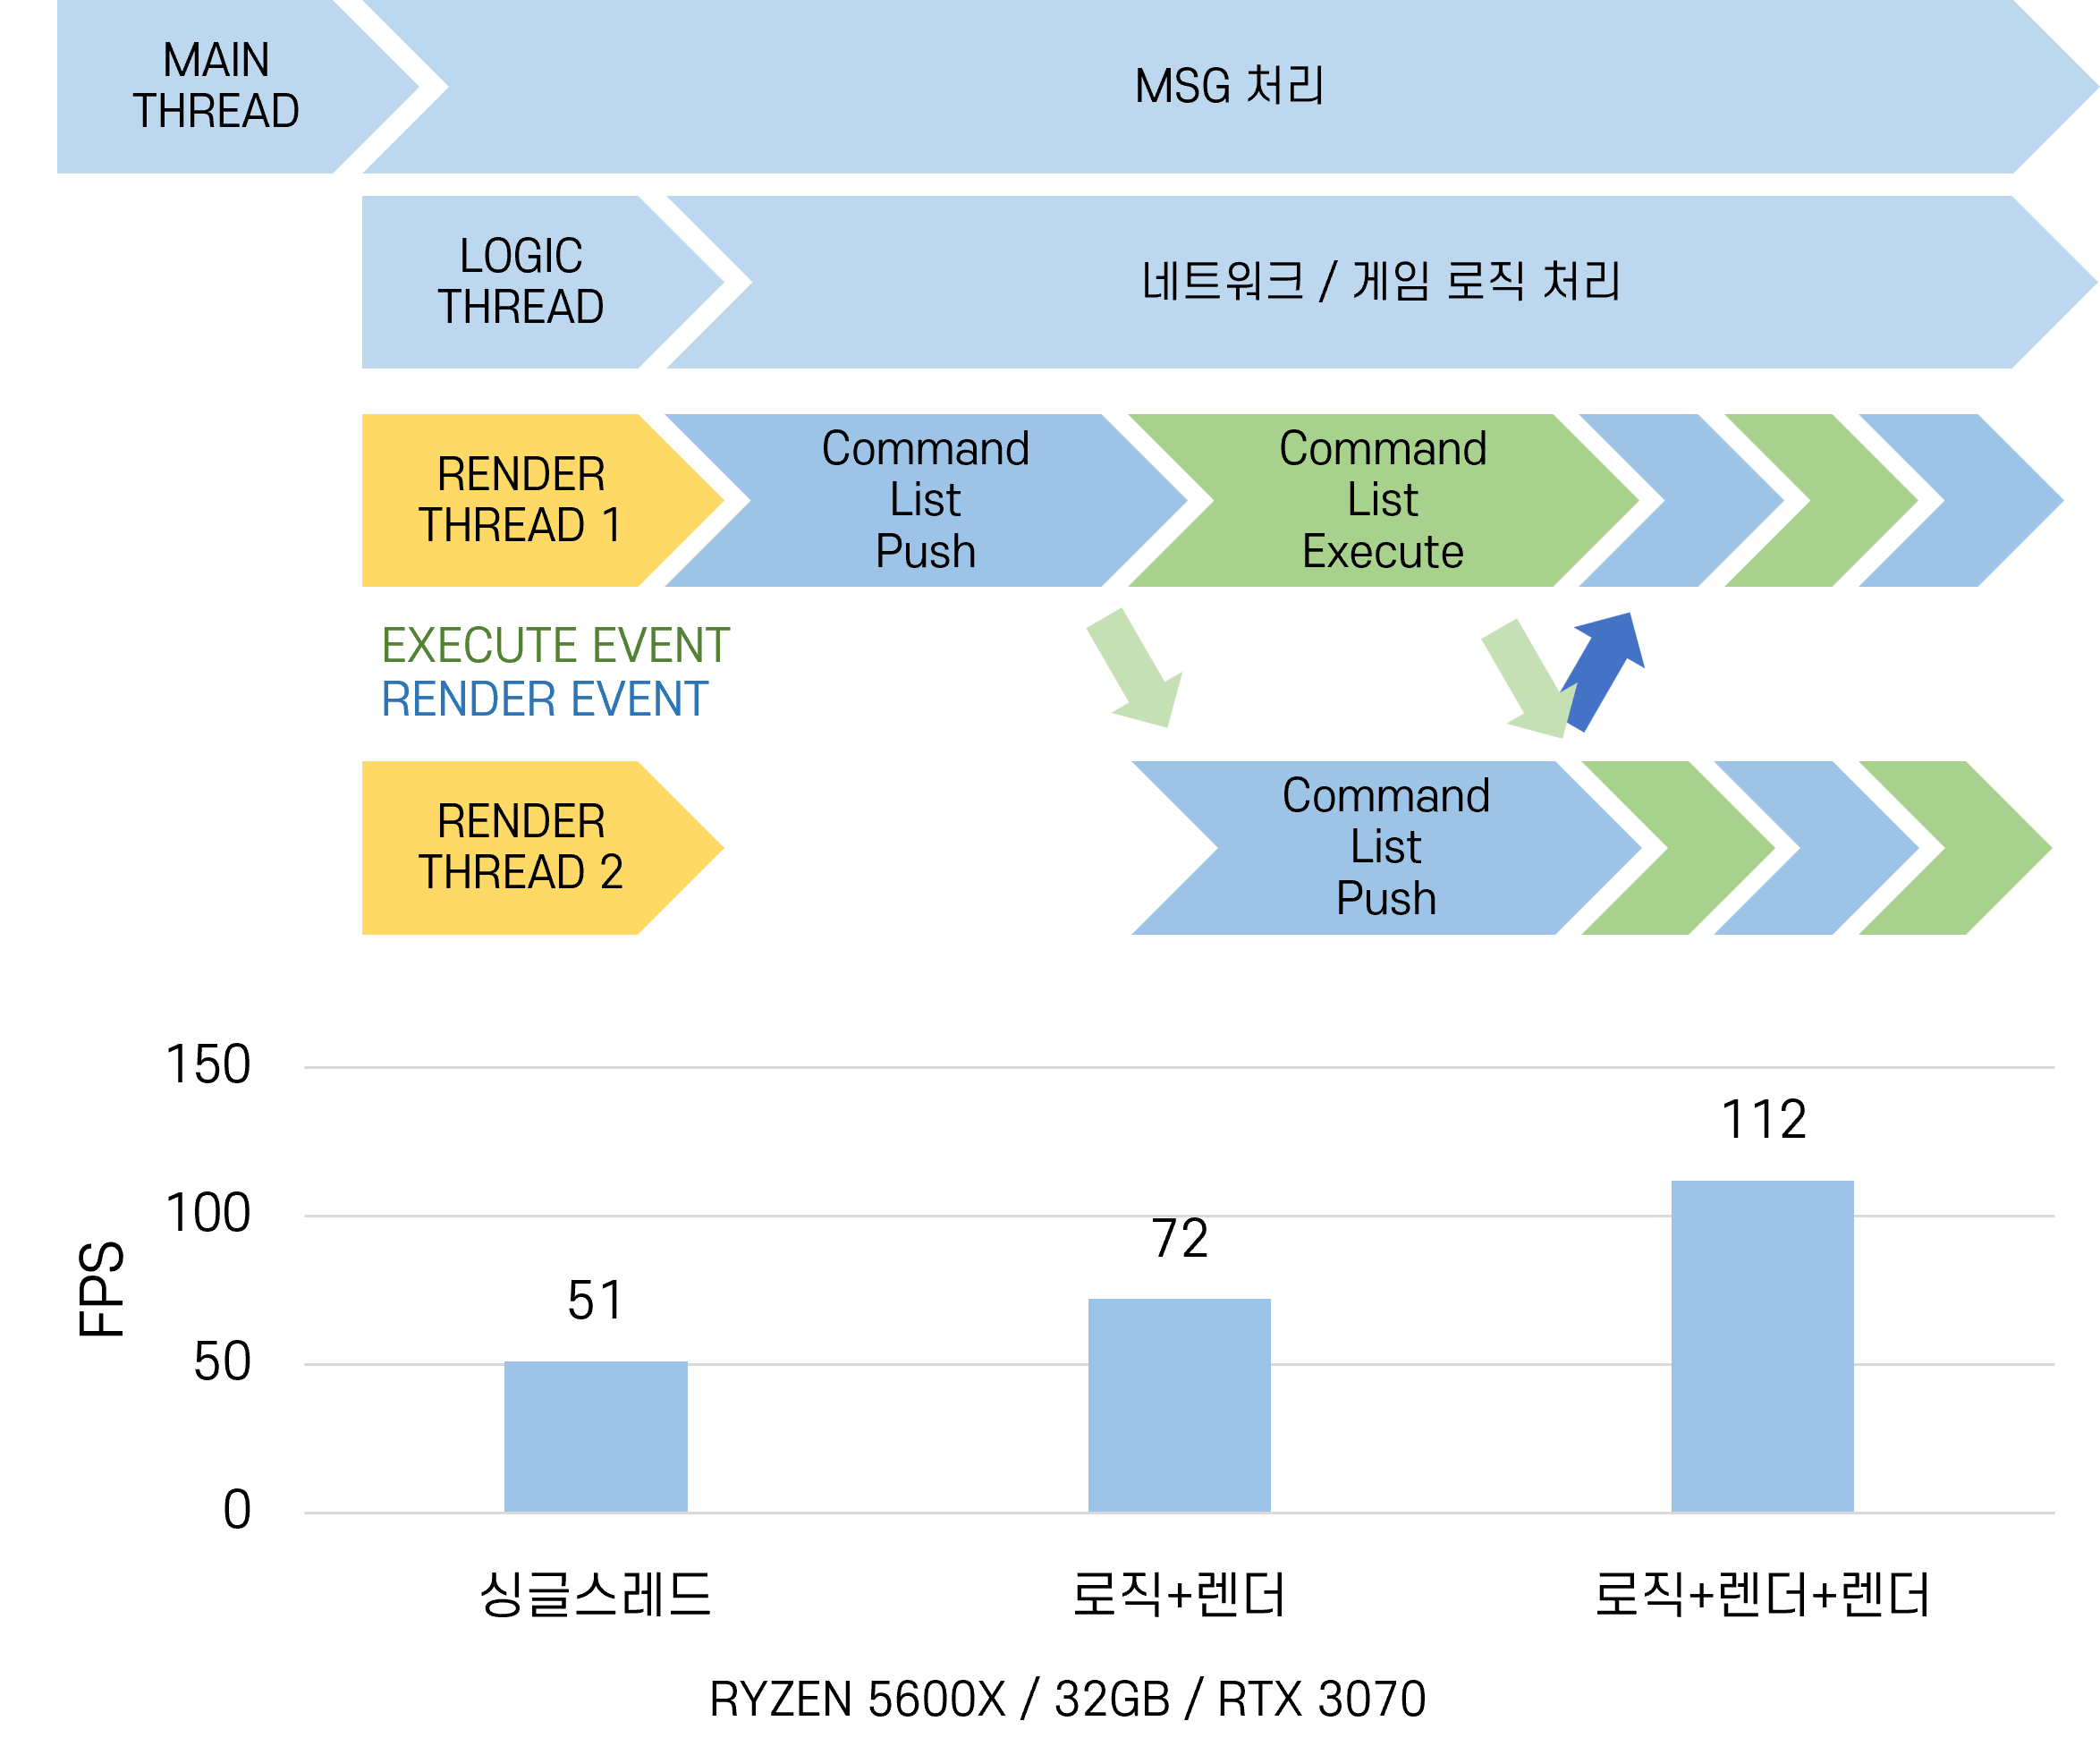 MAIN
THREAD
MSG 처리
LOGIC
THREAD
네트워크 / 게임 로직 처리
RENDER
THREAD 1
Command
List
Push
Command
List
Execute
EXECUTE EVENT
RENDER EVENT
RENDER
THREAD 2
Command
List
Push
150
100
50
0
FPS
51
72
112
싱글스레드
로직+렌더
로직+렌더+렌더
RYZEN 5600X / 32GB / RTX 3070